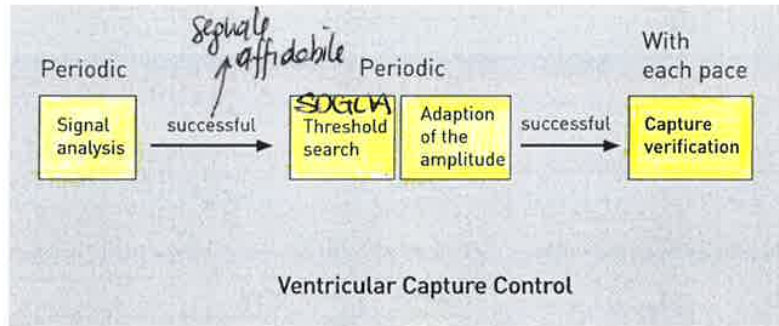 segnale
affidabile
With
each pace
Periodic
Periodic
Signal
analysis
successful
SOGLIA
Threshold
search
Adaption
of the
amplitude
successful
Capture
verification
Ventricular Capture Control